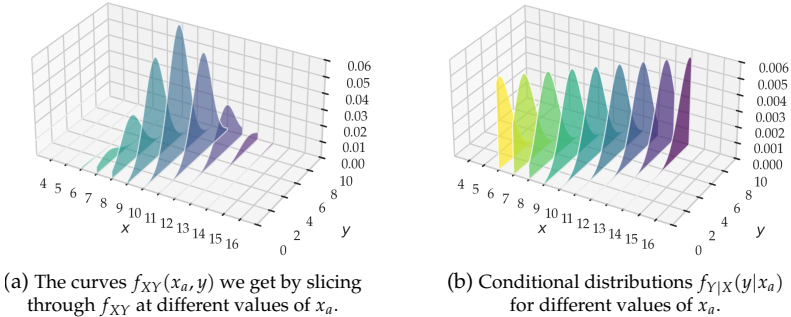 0.06
0.05
0.04
0.03
0.02
0.01
0.00
10
8
6
4
2
0
y
4 5 6 7 8 9 10 11 12 13 14 15 16
x
0.006
0.005
0.004
0.003
0.002
0.001
0.000
10
8
6
4
2
0
y
4 5 6 7 8 9 10 11 12 13 14 15 16
x
(a) The curves f_{XY}(x_a, y) we get by slicing
through f_{XY} at different values of x_a.
(b) Conditional distributions f_{Y|X}(y|x_a)
for different values of x_a.